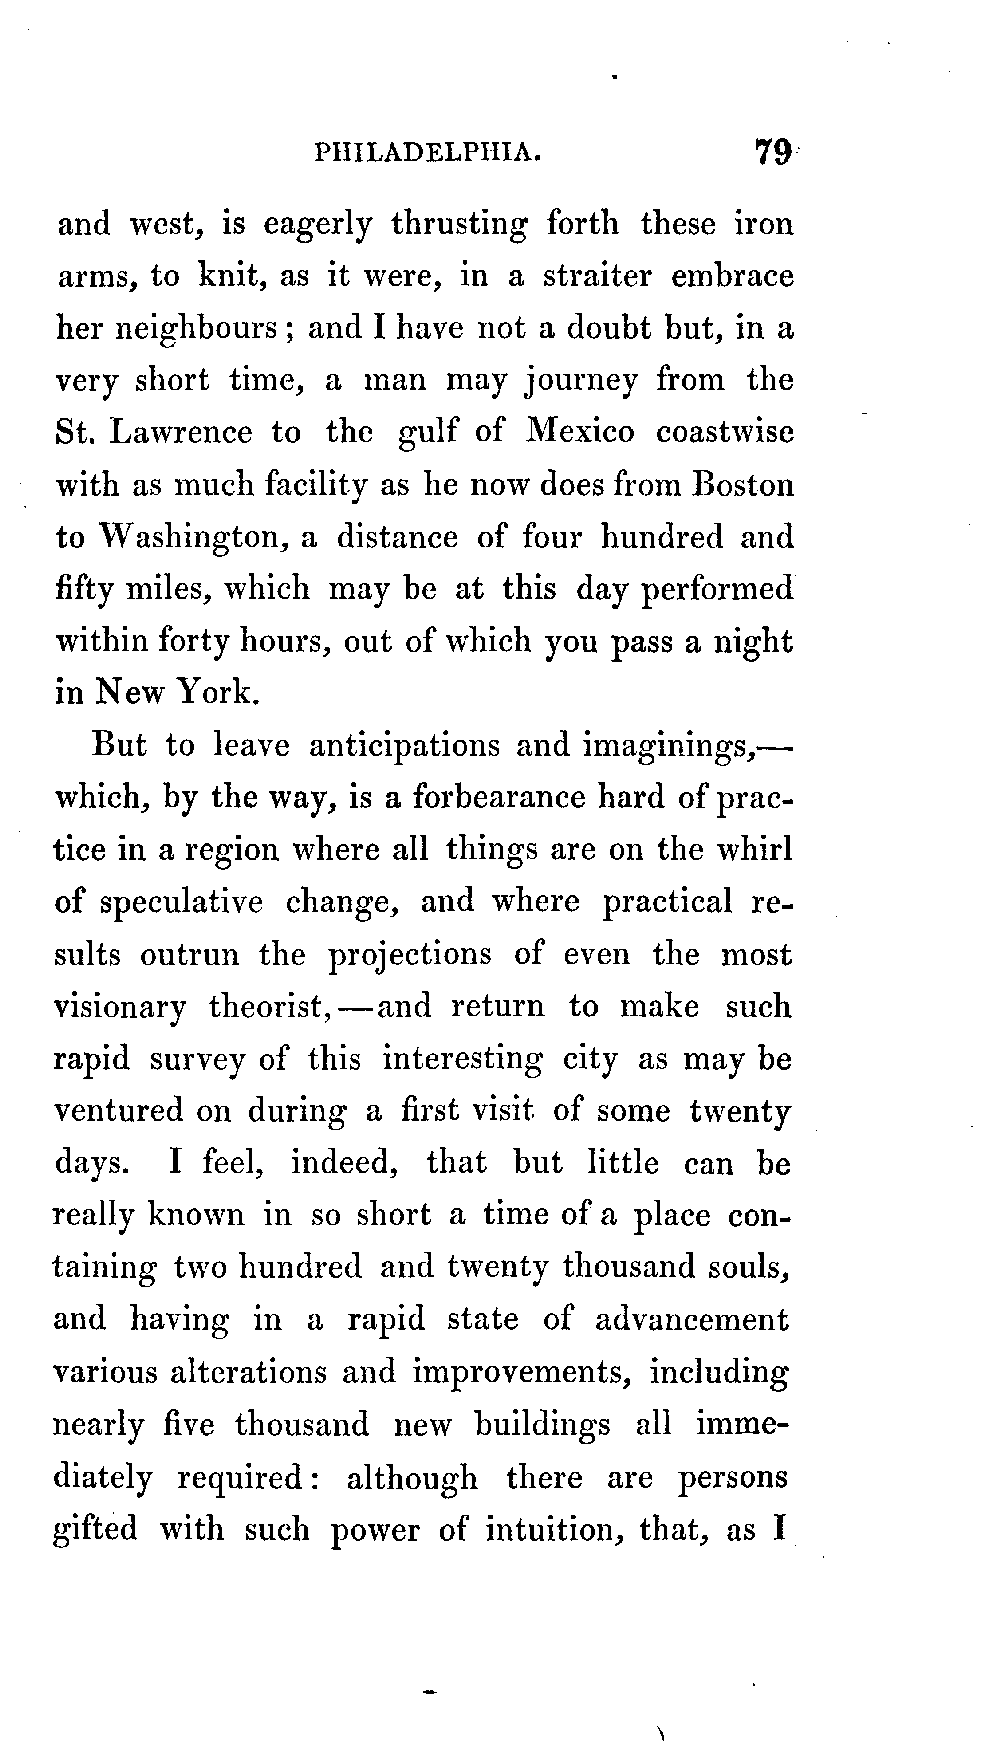 PHILADELPHIA. 79
and west, is eagerly thrusting forth these iron
arms, to knit, as it were, in a straiter embrace
her neighbours; and I have not a doubt but, in a
very short time, a man may journey from the
St. Lawrence to the gulf of Mexico coastwise
with as much facility as he now does from Boston
to Washington, a distance of four hundred and
fifty miles, which may be at this day performed
within forty hours, out of which you pass a night
in New York.
But to leave anticipations and imaginings,—
which, by the way, is a forbearance hard of prac-
tice in a region where all things are on the whirl
of speculative change, and where practical re-
sults outrun the projections of even the most
visionary theorist,—and return to make such
rapid survey of this interesting city as may be
ventured on during a first visit of some twenty
days. I feel, indeed, that but little can be
really known in so short a time of a place con-
taining two hundred and twenty thousand souls,
and having in a rapid state of advancement
various alterations and improvements, including
nearly five thousand new buildings all imme-
diately required: although there are persons
gifted with such power of intuition, that, as I